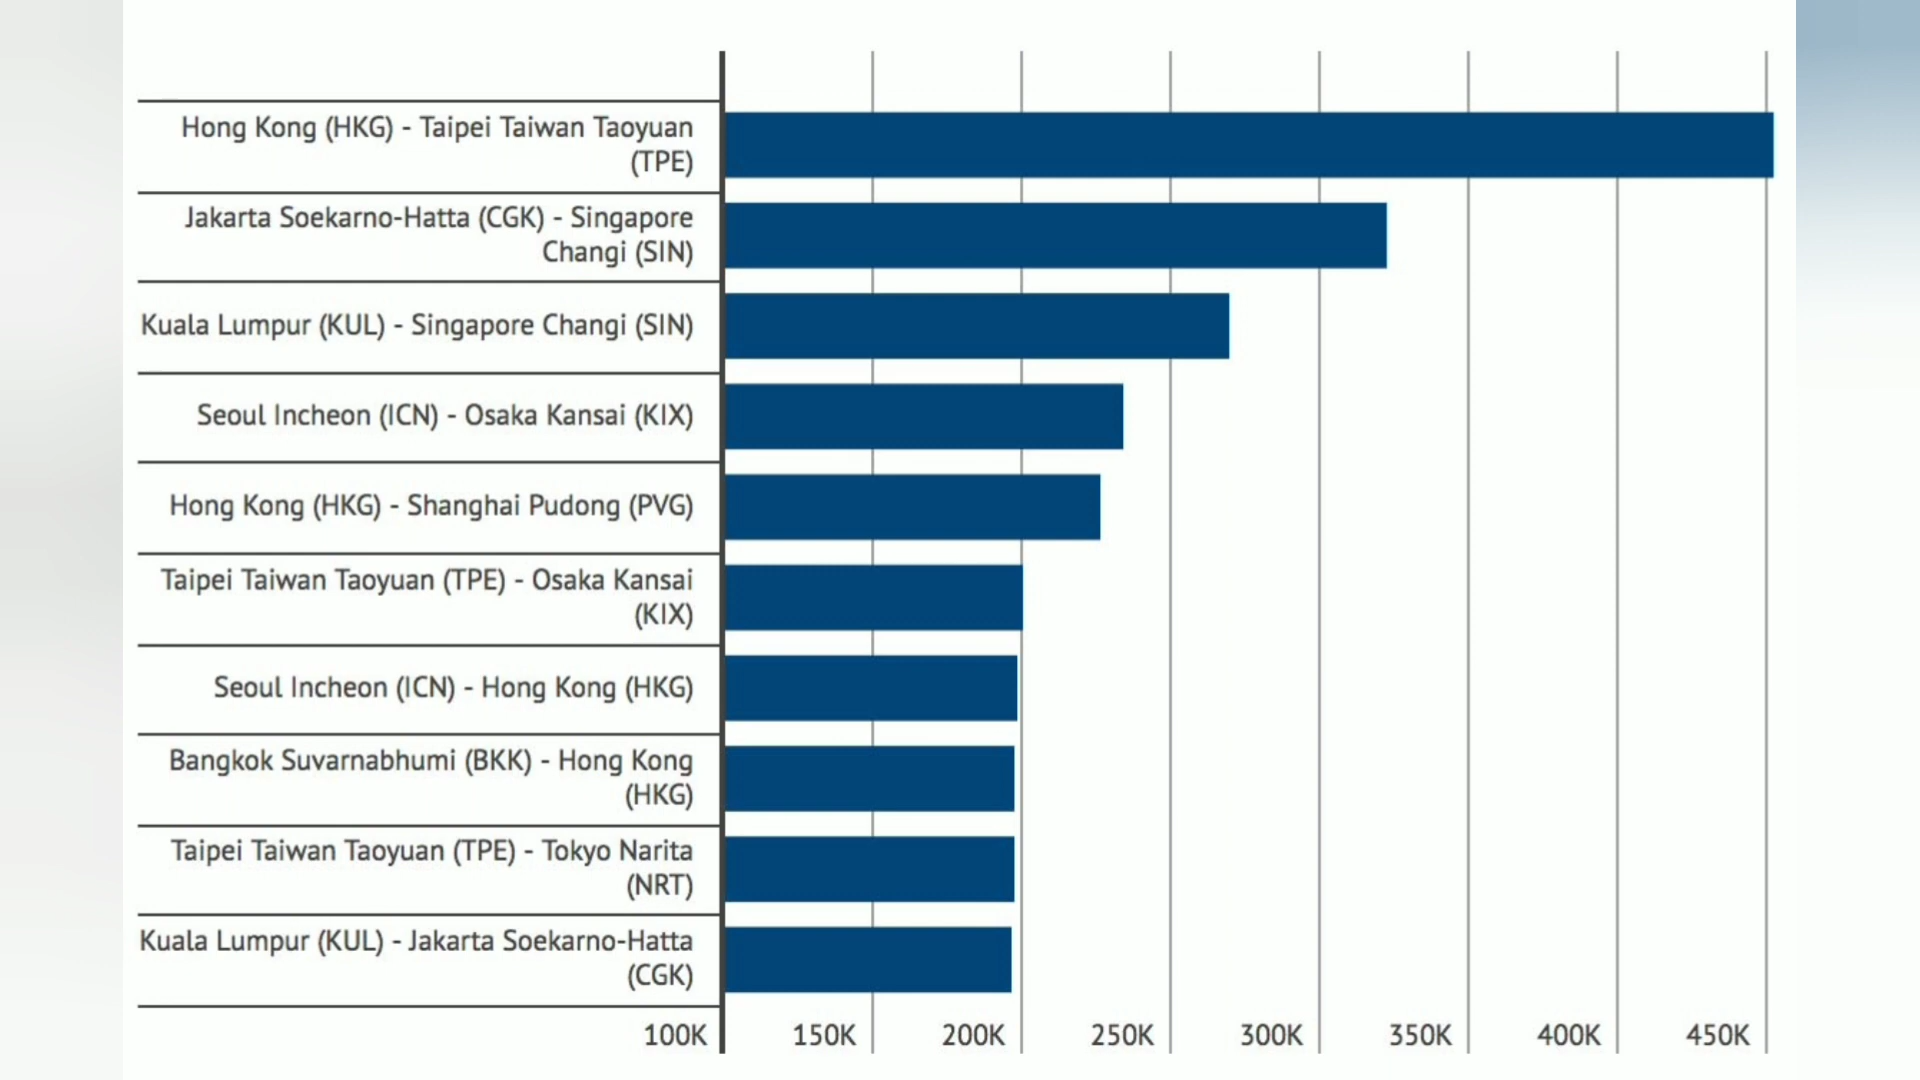 Hong Kong (HKG) - Taipei Taiwan Taoyuan
(TPE)
Jakarta Soekarno-Hatta (CGK) - Singapore
Changi (SIN)
Kuala Lumpur (KUL) - Singapore Changi (SIN)
Seoul Incheon (ICN) - Osaka Kansai (KIX)
Hong Kong (HKG) - Shanghai Pudong (PVG)
Taipei Taiwan Taoyuan (TPE) - Osaka Kansai
(KIX)
Seoul Incheon (ICN) - Hong Kong (HKG)
Bangkok Suvarnabhumi (BKK) - Hong Kong
(HKG)
Taipei Taiwan Taoyuan (TPE) - Tokyo Narita
(NRT)
Kuala Lumpur (KUL) - Jakarta Soekarno-Hatta
(CGK)
100K 150K 200K 250K 300K 350K 400K 450K